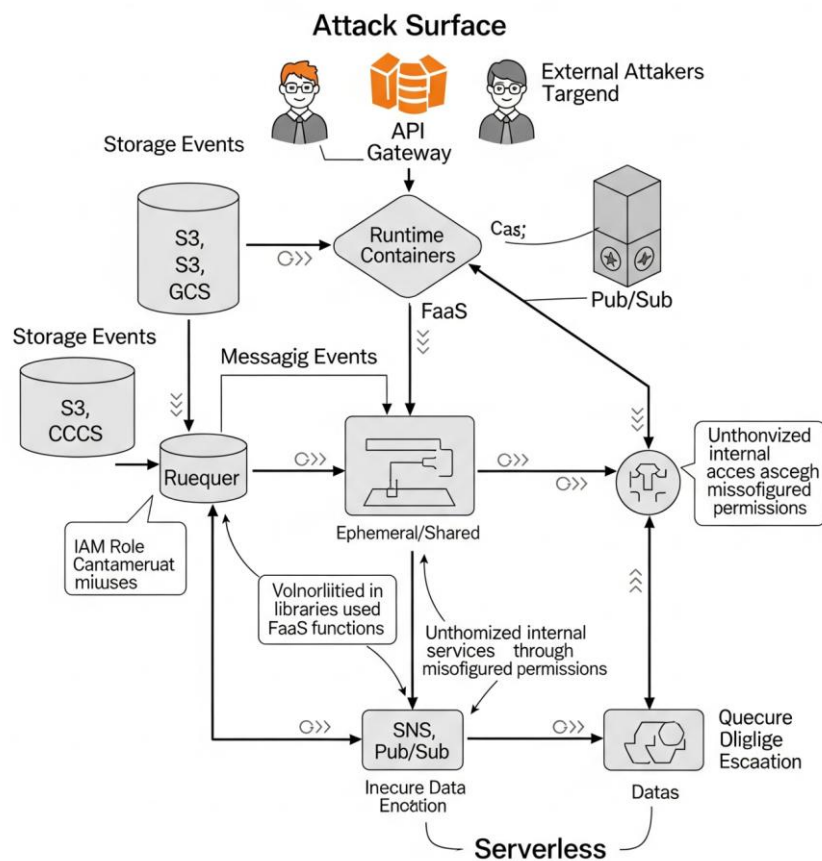 Attack Surface
External Attakers
Targend
API
Gateway
Storage Events
S3,
S3,
GCS
Runtime
Containers
Cas;
Pub/Sub
FaaS
Storage Events
Messagig Events
S3,
CCCS
Ruequer
Unthonvized
internal
acces ascegh
missofigured
permissions
Ephemeral/Shared
IAM Role
Cantameruat
miuses
Volnorliitied in
libraries used
FaaS functions
Unthomized internal
services through
misofigured permissions
SNS,
Pub/Sub
Quecure
Dliglige
Escaation
Inecure Data
Enoition
Datas
Serverless